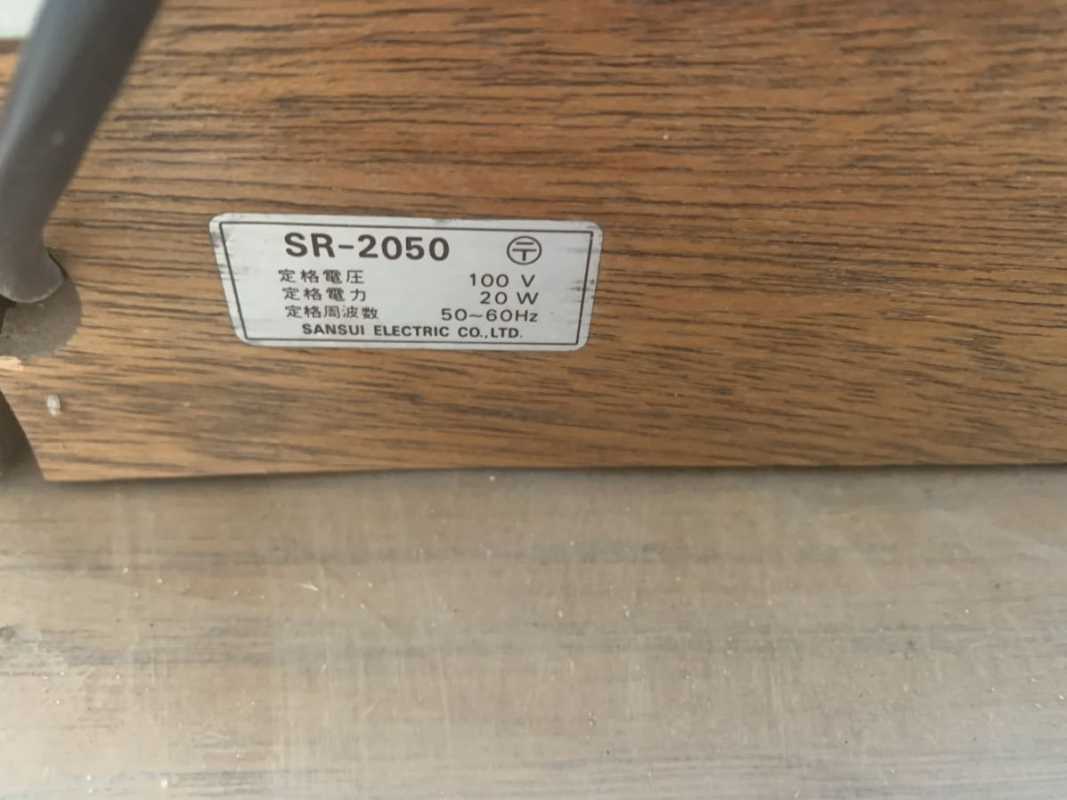 SR-2050 〒
定格電圧 100 V
定格電力 20 W
定格周波数 50~60Hz
SANSUI ELECTRIC CO.,LTD.